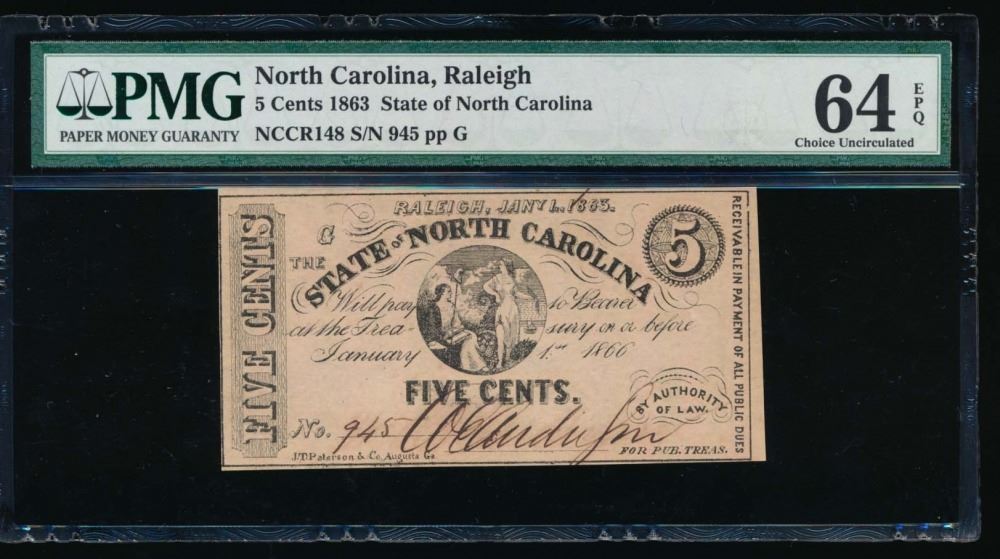 PMG
PAPER MONEY GUARANTY
North Carolina, Raleigh
5 Cents 1863 State of North Carolina
NCCR148 S/N 945 pp G
64 EPQ
Choice Uncirculated
RALEIGH, JANY 1, 1863.
G
THE
STATE of NORTH CAROLINA
5
Will pay to Bearer
at the Treasury on or before
January 1st 1866
FIVE CENTS.
FIVE CENTS
No. 945
BY AUTHORITY
OF LAW.
FOR PUB. TREAS.
J.T. Paterson & Co. Augusta Ga.
RECEIVABLE IN PAYMENT OF ALL PUBLIC DUES